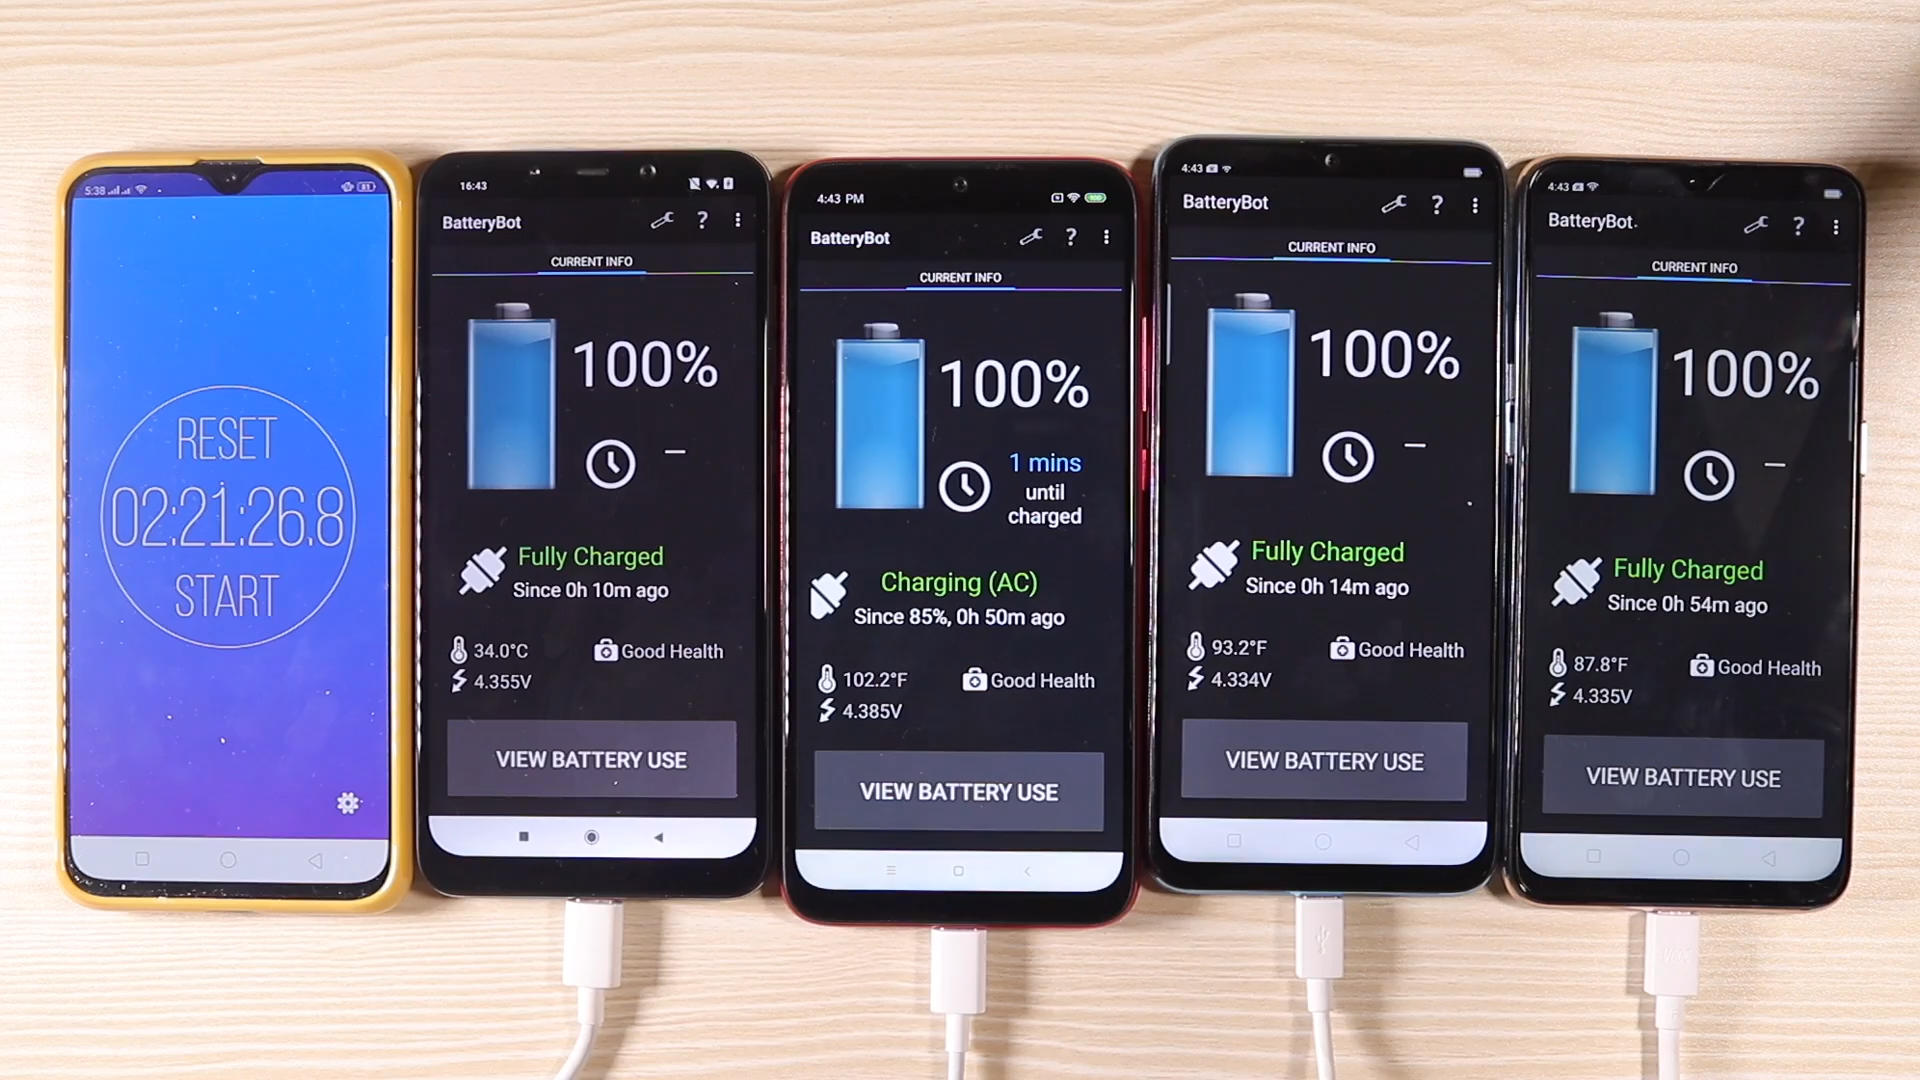 5:38
81
RESET
02:21:26.8
START
16:43
BatteryBot
?
CURRENT INFO
100%
–
Fully Charged
Since 0h 10m ago
34.0°C
Good Health
4.355V
VIEW BATTERY USE
4:43 PM
100
BatteryBot
?
CURRENT INFO
100%
1 mins
until
charged
Charging (AC)
Since 85%, 0h 50m ago
102.2°F
Good Health
4.385V
VIEW BATTERY USE
4:43
BatteryBot
?
CURRENT INFO
100%
–
Fully Charged
Since 0h 14m ago
93.2°F
Good Health
4.334V
VIEW BATTERY USE
4:43
BatteryBot
?
CURRENT INFO
100%
–
Fully Charged
Since 0h 54m ago
87.8°F
Good Health
4.335V
VIEW BATTERY USE